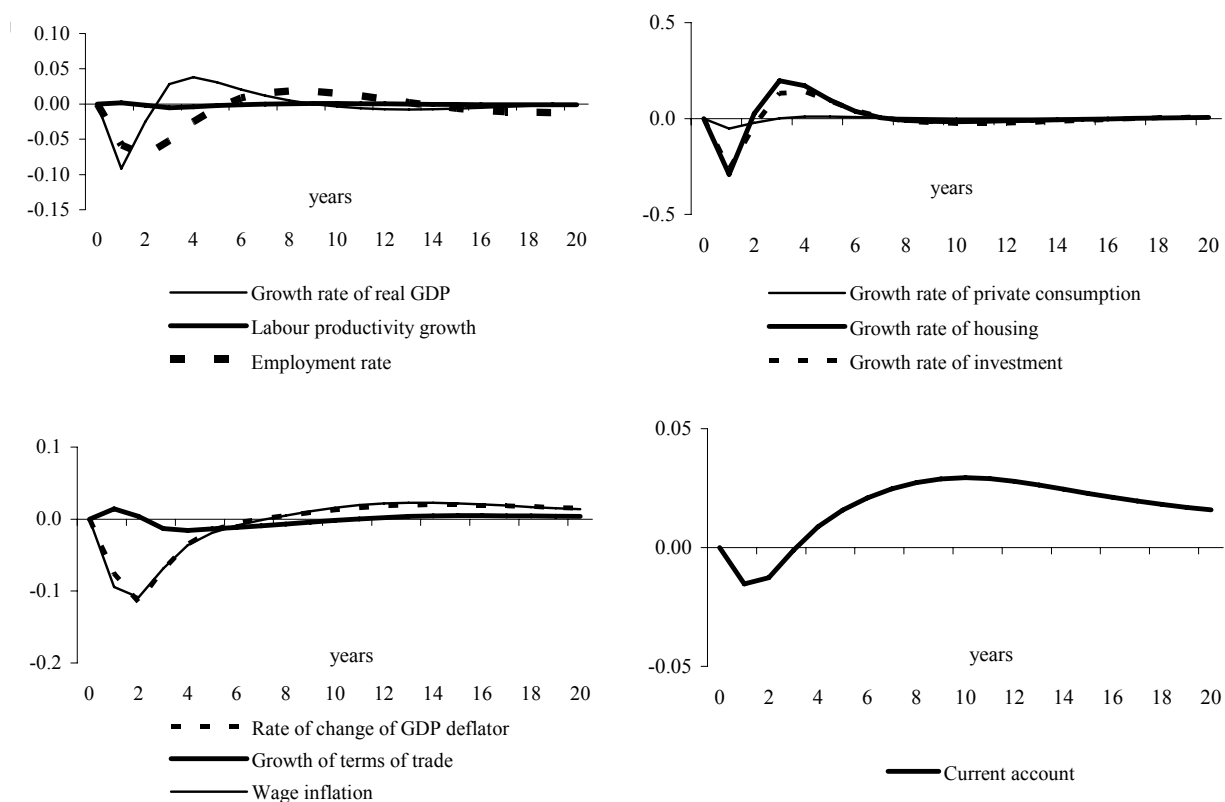 0.10
0.05
0.00
-0.05
-0.10
-0.15
years
0 2 4 6 8 10 12 14 16 18 20
Growth rate of real GDP
Labour productivity growth
Employment rate
0.5
0.0
-0.5
years
0 2 4 6 8 10 12 14 16 18 20
Growth rate of private consumption
Growth rate of housing
Growth rate of investment
0.1
0.0
-0.1
-0.2
years
0 2 4 6 8 10 12 14 16 18 20
Rate of change of GDP deflator
Growth of terms of trade
Wage inflation
0.05
0.00
-0.05
years
0 2 4 6 8 10 12 14 16 18 20
Current account